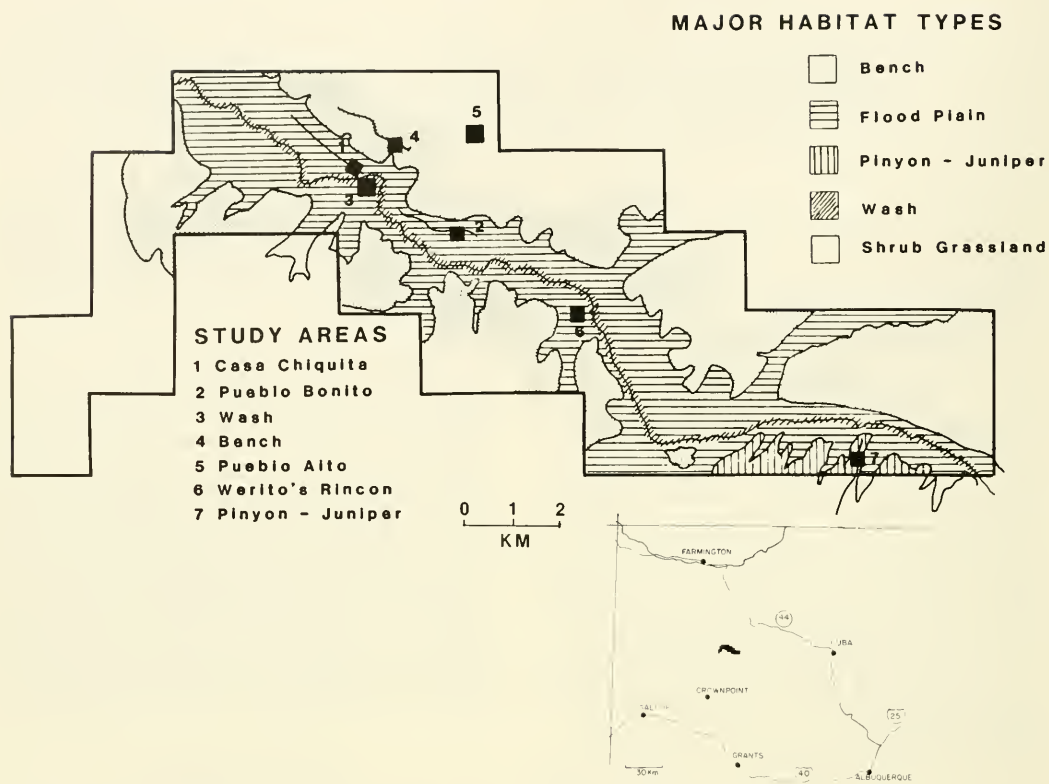 MAJOR HABITAT TYPES
Bench
Flood Plain
Pinyon - Juniper
Wash
Shrub Grassland
1
2
3
4
5
6
7
STUDY AREAS
1 Casa Chiquita
2 Pueblo Bonito
3 Wash
4 Bench
5 Pueblo Alto
6 Werito's Rincon
7 Pinyon - Juniper
0 1 2
KM
FARMINGTON
44
UBA
CROWNPOINT
25
GRANTS
30 Km
40
ALBUQUERQUE